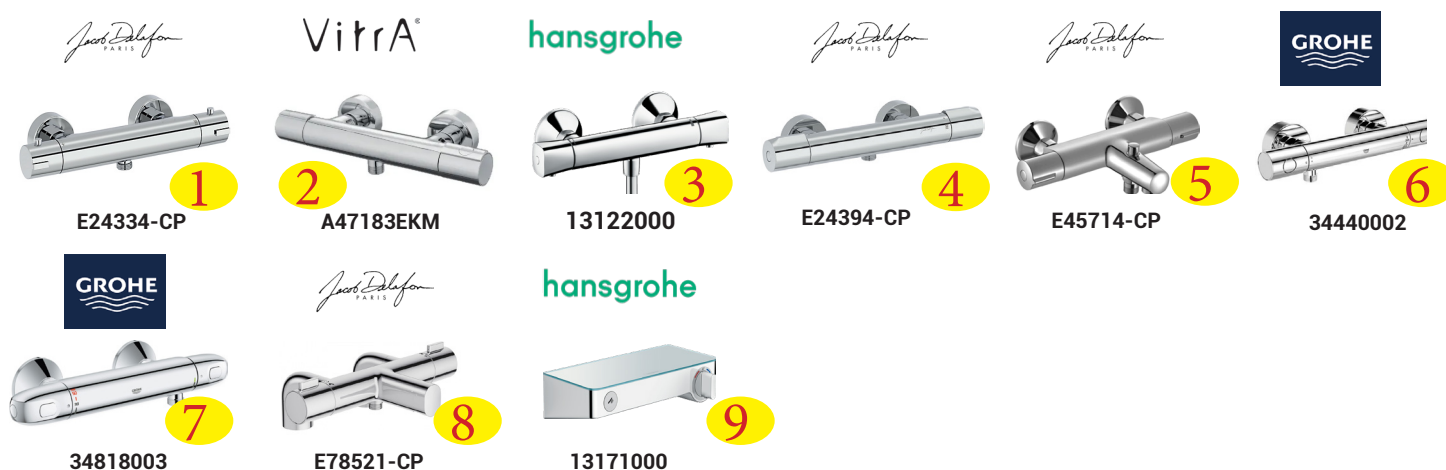 Jacob Delafon
PARIS
VitrA®
hansgrohe
Jacob Delafon
PARIS
Jacob Delafon
PARIS
GROHE
1
2
3
4
5
6
E24334-CP
A47183EKM
13122000
E24394-CP
E45714-CP
34440002
GROHE
Jacob Delafon
PARIS
hansgrohe
7
8
9
34818003
E78521-CP
13171000